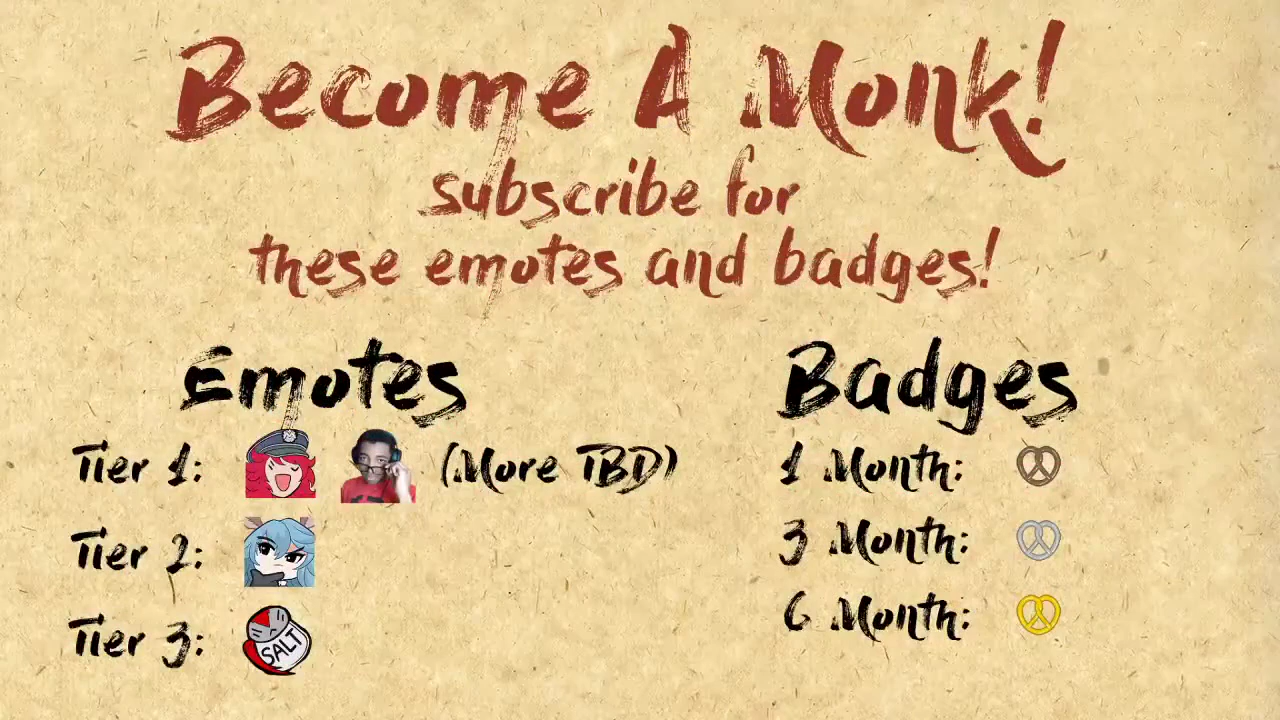 Become A Monk!
subscribe for
these emotes and badges!
Emotes
Tier 1: (More TBD)
Tier 2:
Tier 3:
SALT
Badges
1 Month:
3 Month:
6 Month: